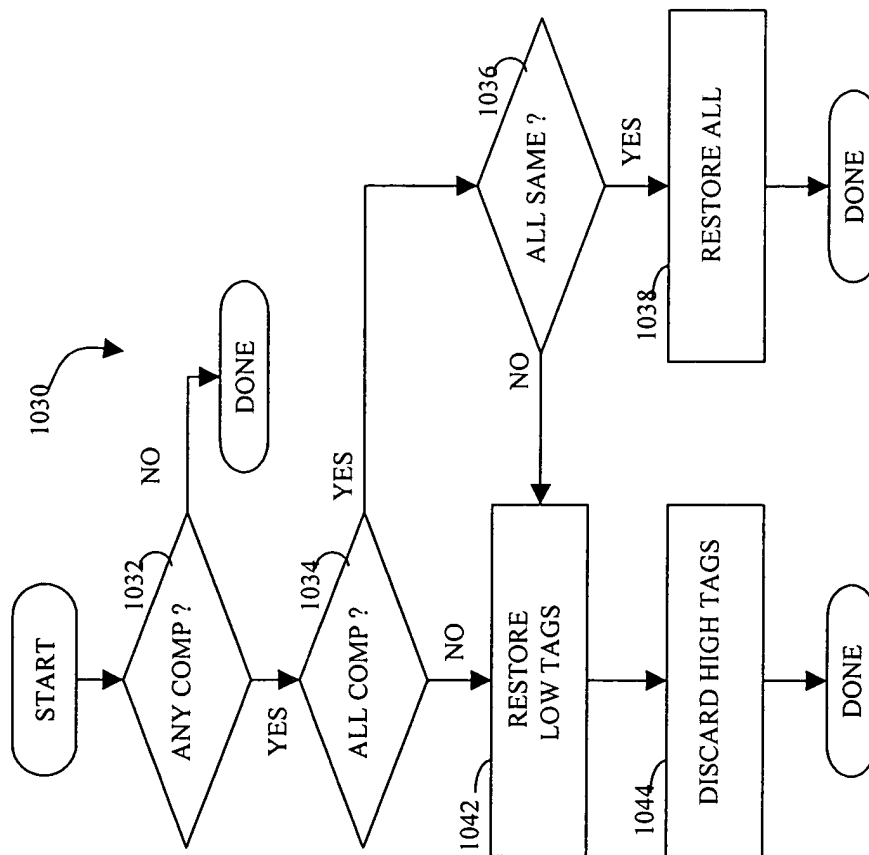 1030
START
1032
ANY COMP ?
NO
DONE
YES
1034
ALL COMP ?
YES
NO
1036
ALL SAME ?
NO
YES
1042
RESTORE
LOW TAGS
1038
RESTORE ALL
1044
DISCARD HIGH TAGS
DONE
DONE